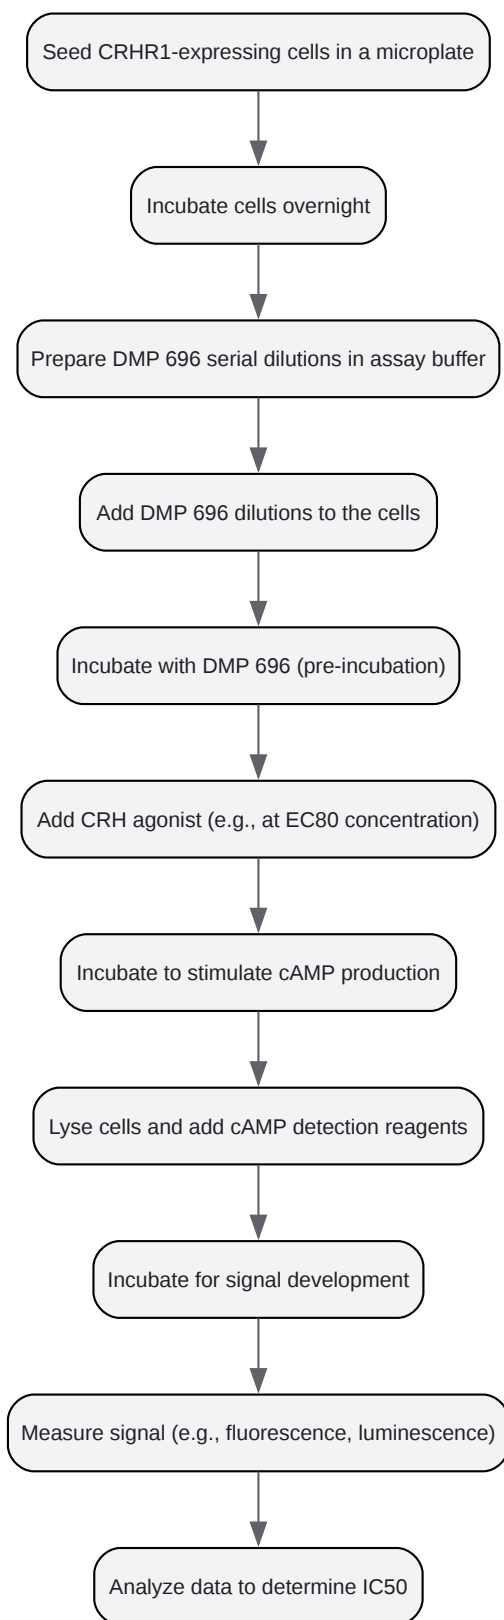 Seed CRHR1-expressing cells in a microplate
Incubate cells overnight
Prepare DMP 696 serial dilutions in assay buffer
Add DMP 696 dilutions to the cells
Incubate with DMP 696 (pre-incubation)
Add CRH agonist (e.g., at EC80 concentration)
Incubate to stimulate cAMP production
Lyse cells and add cAMP detection reagents
Incubate for signal development
Measure signal (e.g., fluorescence, luminescence)
Analyze data to determine IC50